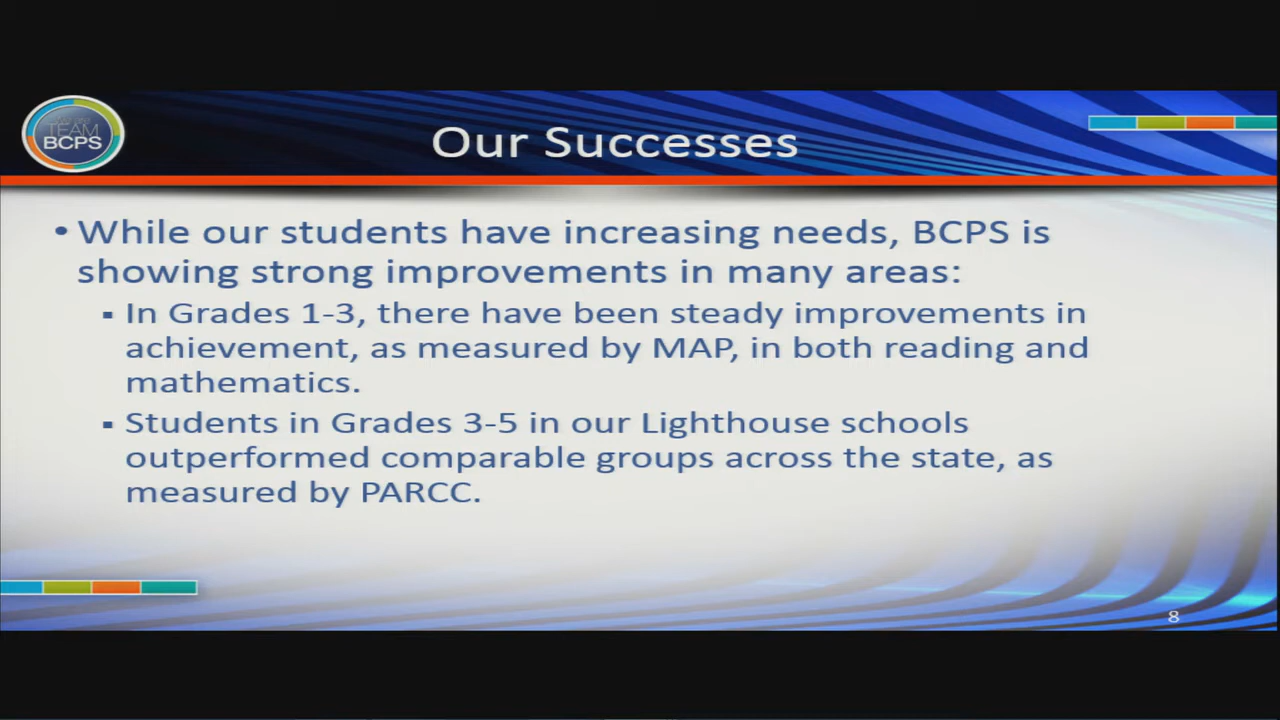 TEAM
BCPS
Our Successes
• While our students have increasing needs, BCPS is
showing strong improvements in many areas:
▪ In Grades 1-3, there have been steady improvements in
achievement, as measured by MAP, in both reading and
mathematics.
▪ Students in Grades 3-5 in our Lighthouse schools
outperformed comparable groups across the state, as
measured by PARCC.
8